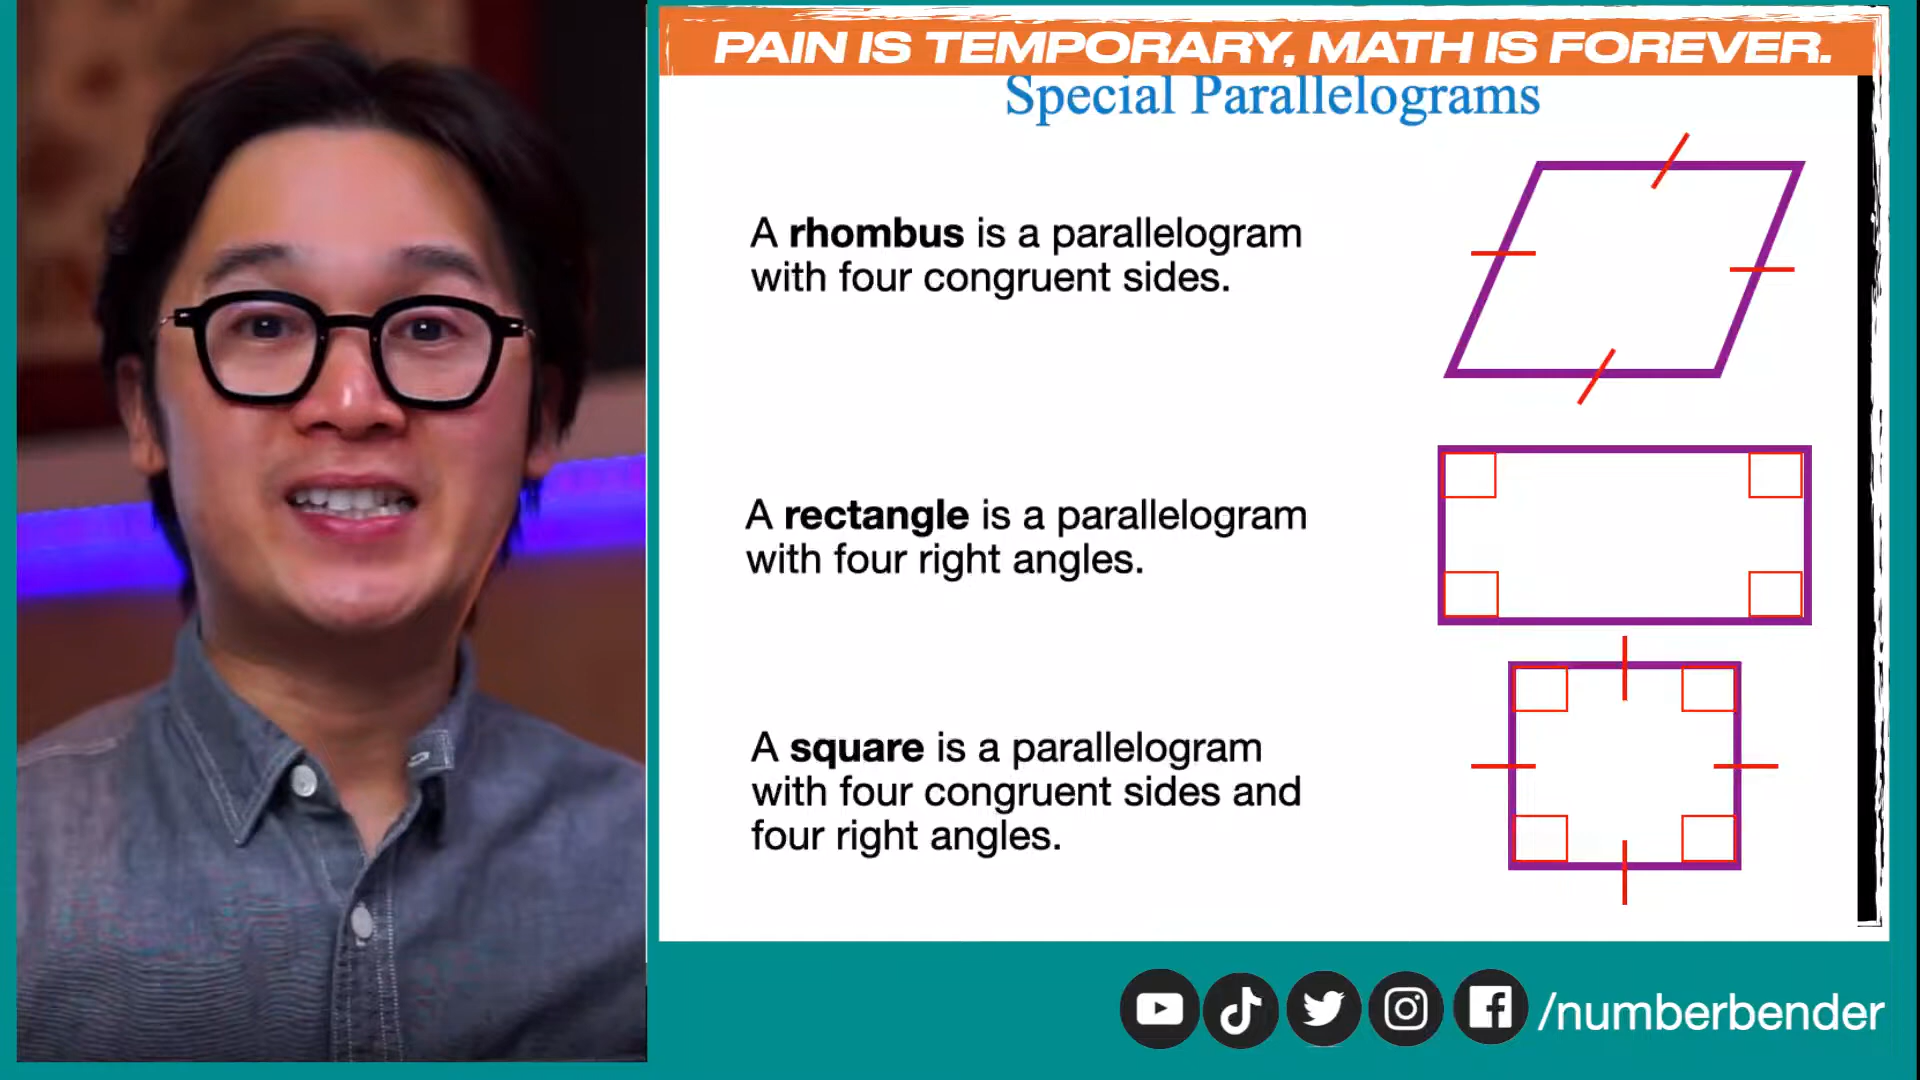 PAIN IS TEMPORARY, MATH IS FOREVER.
Special Parallelograms
A rhombus is a parallelogram
with four congruent sides.
A rectangle is a parallelogram
with four right angles.
A square is a parallelogram
with four congruent sides and
four right angles.
/numberbender